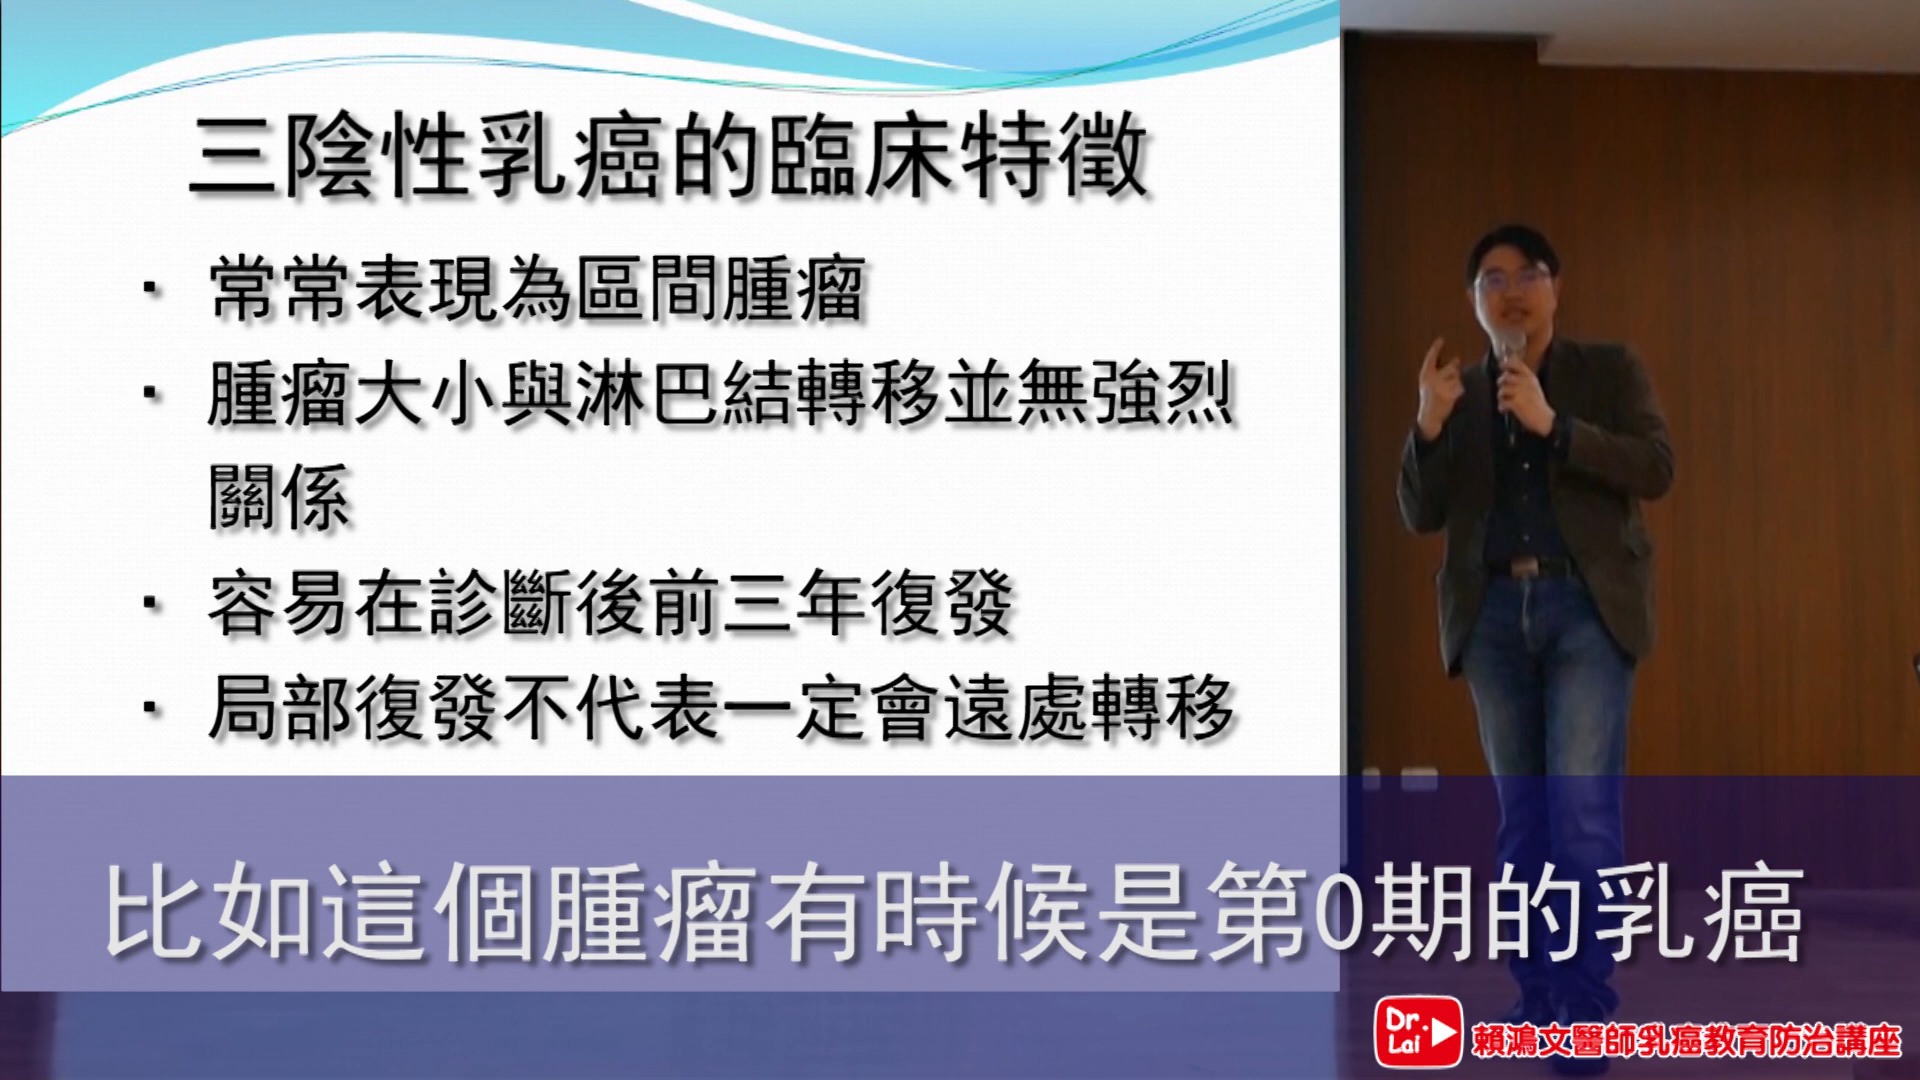 三陰性乳癌的臨床特徵
· 常常表現為區間腫瘤
· 腫瘤大小與淋巴結轉移並無強烈
關係
· 容易在診斷後前三年復發
· 局部復發不代表一定會遠處轉移
比如這個腫瘤有時候是第0期的乳癌
Dr.
Lai
賴鴻文醫師乳癌教育防治講座